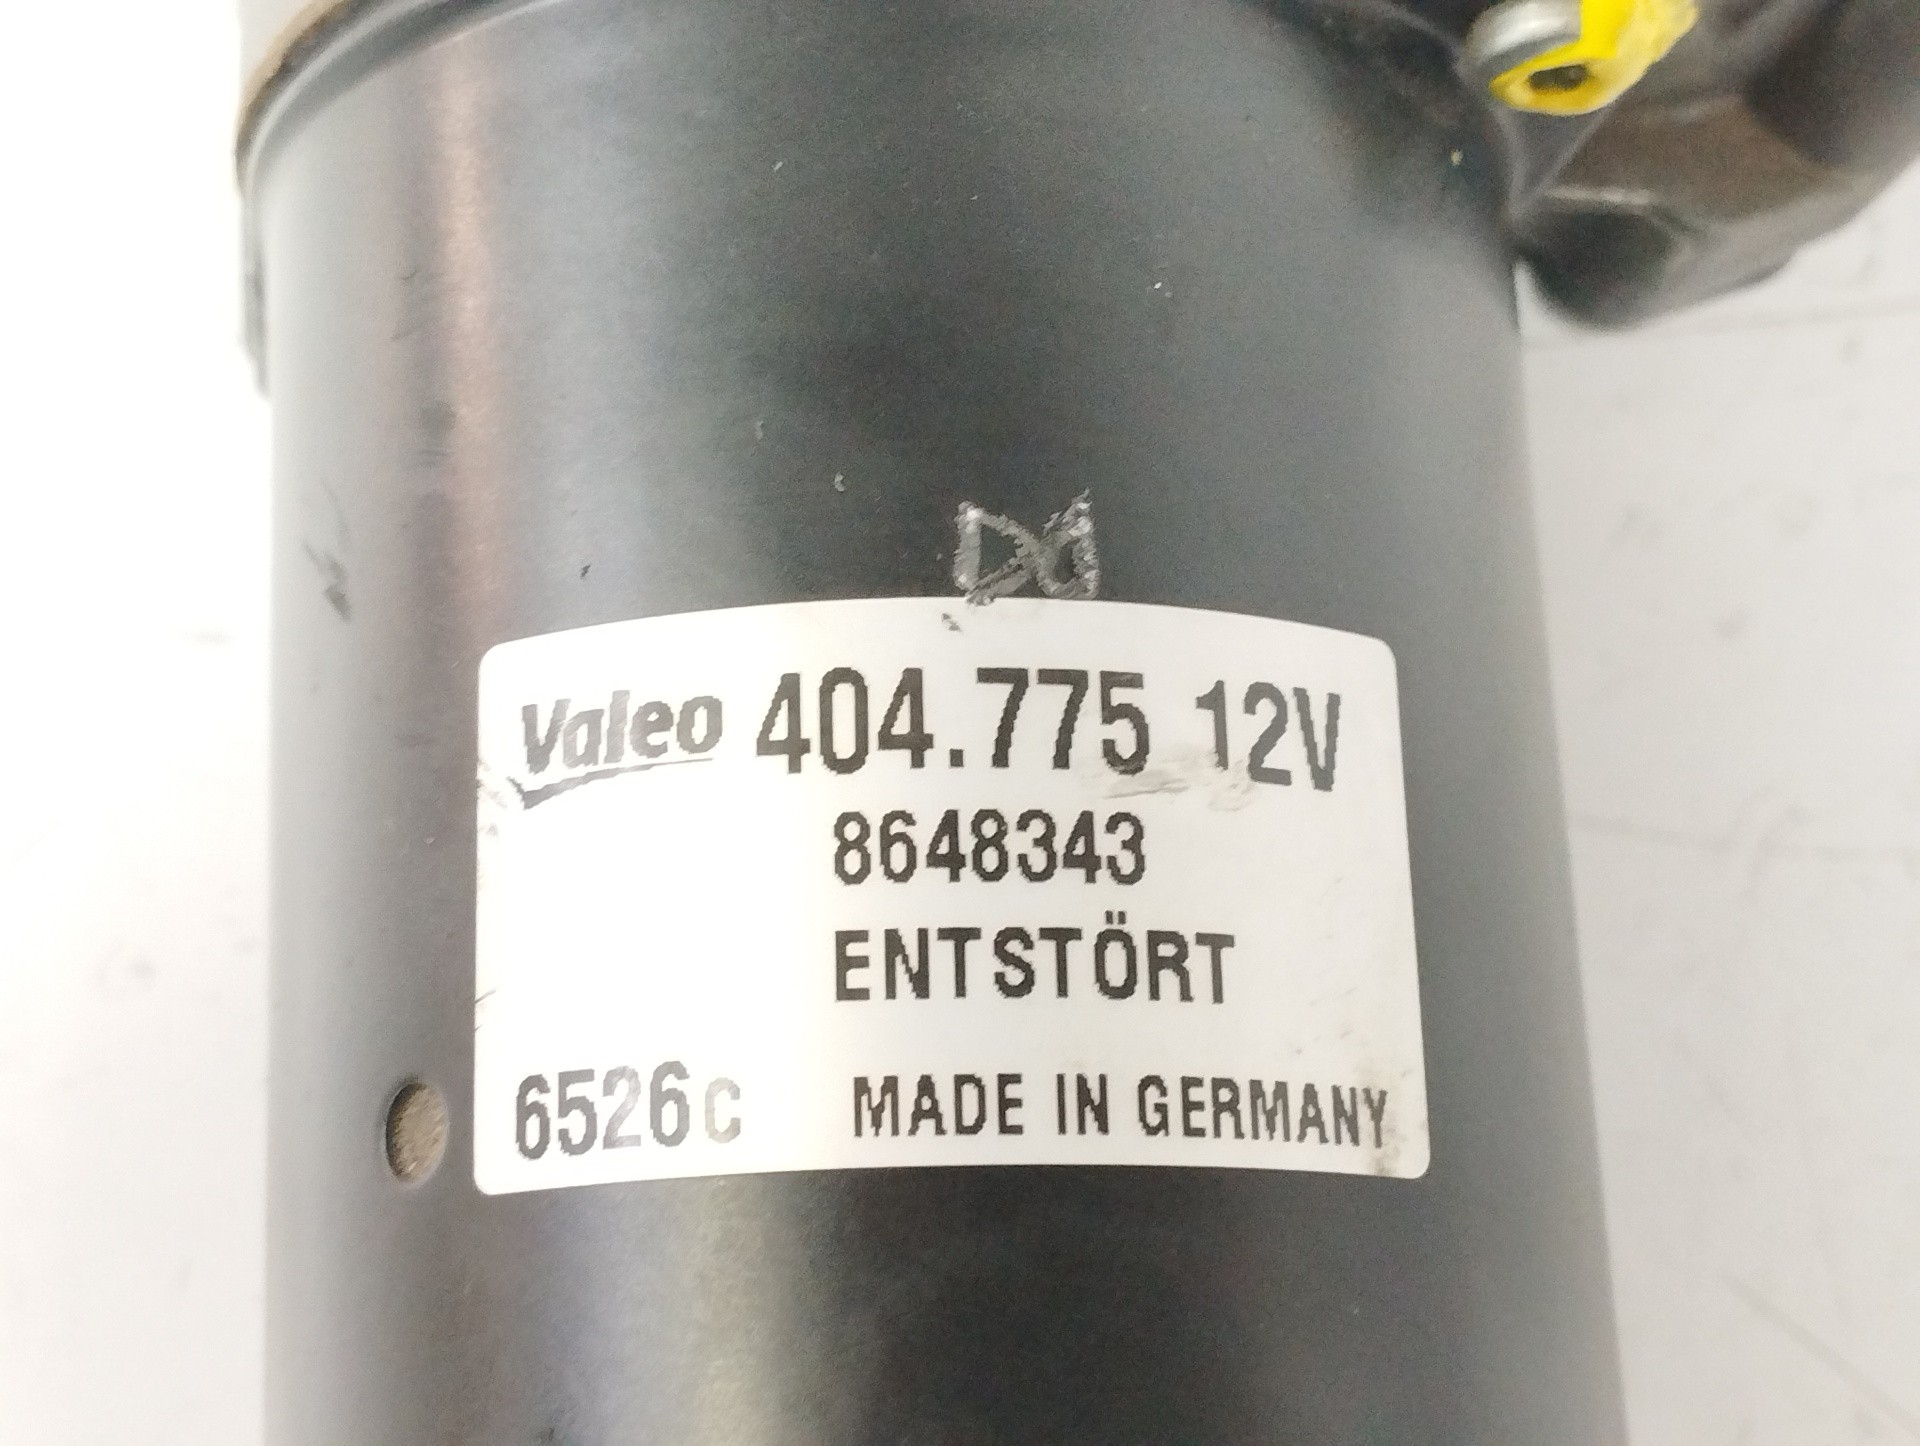 Valeo 404.775 12V
8648343
ENTSTÖRT
6526c MADE IN GERMANY